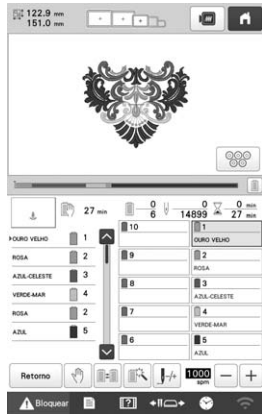 122.9 mm
151.0 mm
27 min
0
6
0
14899
0 min
27 min
OURO VELHO 1
ROSA 2
AZUL-CELESTE 3
VERDE-MAR 4
ROSA 2
AZUL 5
10
1
OURO VELHO
9
2
ROSA
8
3
AZUL-CELESTE
7
4
VERDE-MAR
6
5
AZUL
Retorno
1000
spm
Bloquear